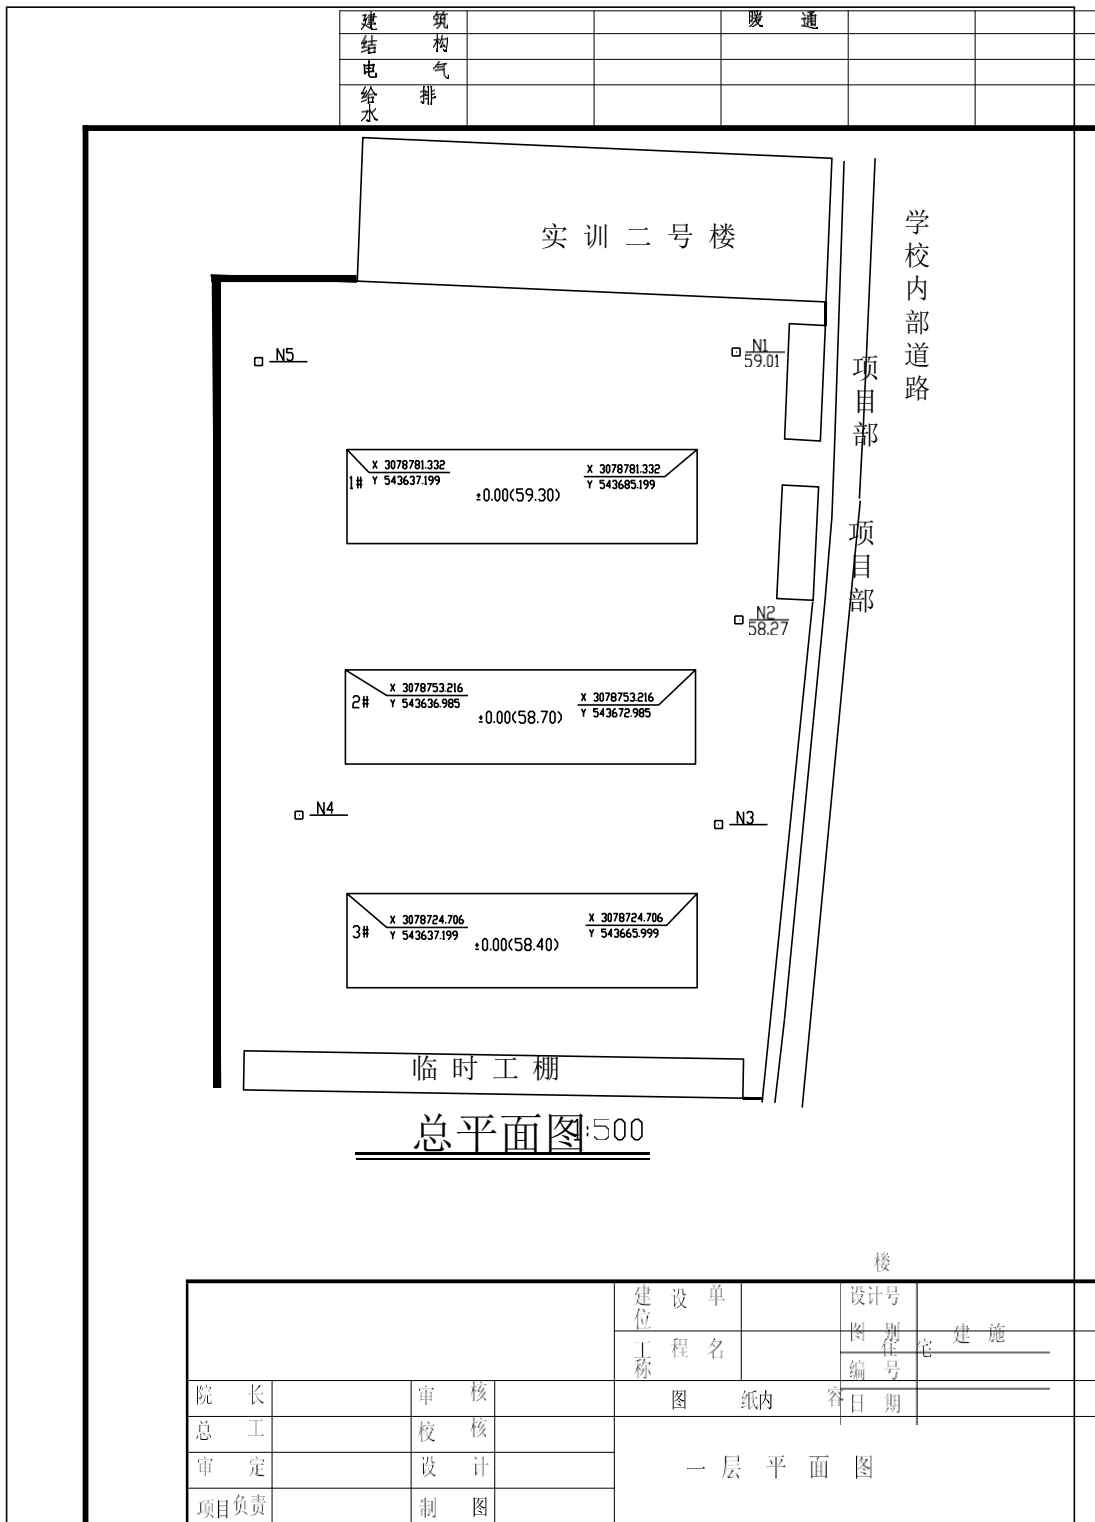 建 筑 暖 通
结 构
电 气
给 排
水
实训二号楼
学校内部道路
N5
N1
59.01
项目部
X 3078781.332
Y 543637.199
X 3078781.332
Y 543685.199
1#
±0.00(59.30)
项目部
N2
58.27
X 3078753.216
Y 543636.985
X 3078753.216
Y 543672.985
2#
±0.00(58.70)
N4
N3
X 3078724.706
Y 543637.199
X 3078724.706
Y 543665.999
3#
±0.00(58.40)
临时工棚
总平面图 1:500
楼
建 设 单
位
设计号
图 别
建 施
住 宅
工 程 名
称
编 号
院 长
审 核
图 纸内 容
日 期
总 工
校 核
审 定
设 计
一 层 平 面 图
项目负责
制 图